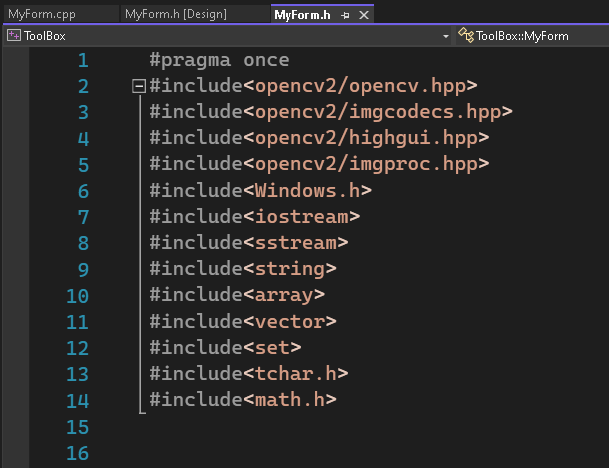 MyForm.cpp MyForm.h [Design] MyForm.h
ToolBox ToolBox::MyForm
1 #pragma once
2 #include<opencv2/opencv.hpp>
3 #include<opencv2/imgcodecs.hpp>
4 #include<opencv2/highgui.hpp>
5 #include<opencv2/imgproc.hpp>
6 #include<Windows.h>
7 #include<iostream>
8 #include<sstream>
9 #include<string>
10 #include<array>
11 #include<vector>
12 #include<set>
13 #include<tchar.h>
14 #include<math.h>
15
16